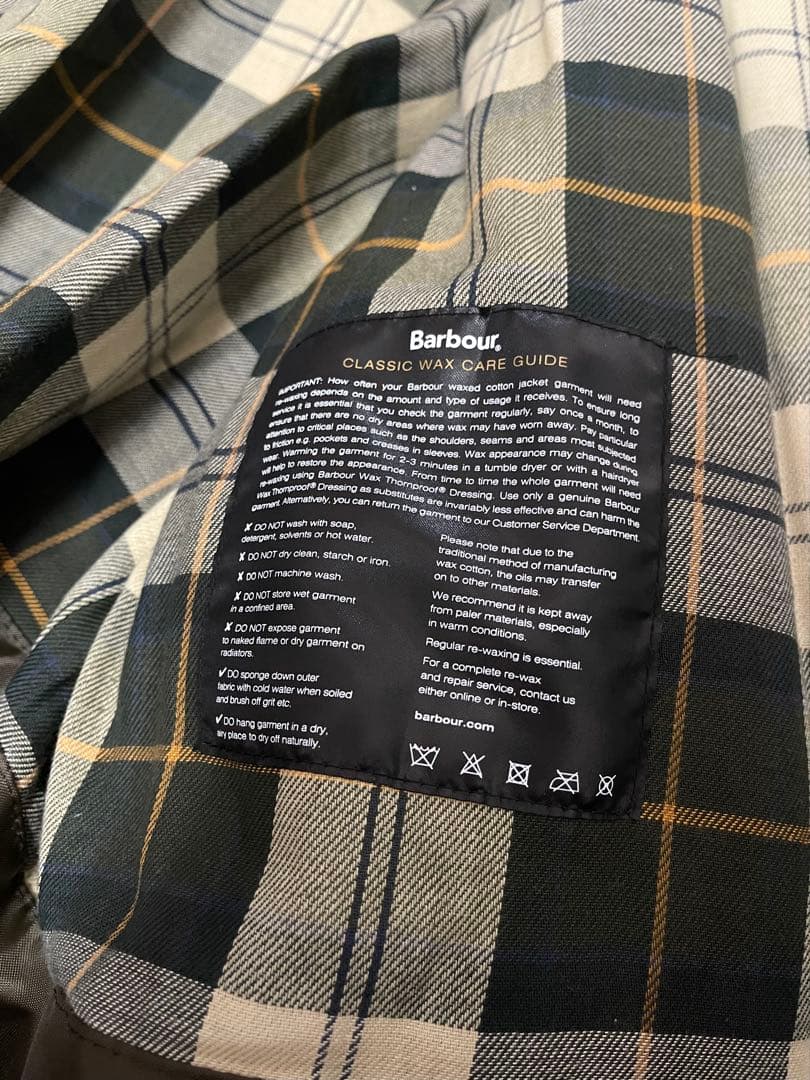 Barbour®
CLASSIC WAX CARE GUIDE
IMPORTANT: How often your Barbour waxed cotton jacket garment will need
re-waxing depends on the amount and type of usage it receives. To ensure long
service it is essential that you check the garment regularly, say once a month, to
ensure that there are no dry areas where wax may have worn away. Pay particular
attention to critical places such as the shoulders, seams and areas most subjected
to friction e.g. pockets and creases in sleeves. Wax appearance may change during
wear. Warming the garment for 2-3 minutes in a tumble dryer or with a hairdryer
will help to restore the appearance. From time to time the whole garment will need
re-waxing using Barbour Wax Thornproof® Dressing. Use only a genuine Barbour
Wax Thornproof® Dressing as substitutes are invariably less effective and can harm the
garment. Alternatively, you can return the garment to our Customer Service Department.
✗ DO NOT wash with soap,
detergent, solvents or hot water.
✗ DO NOT dry clean, starch or iron.
✗ DO NOT machine wash.
✗ DO NOT store wet garment
in a confined area.
✗ DO NOT expose garment
to naked flame or dry garment on
radiators.
✓ DO sponge down outer
fabric with cold water when soiled
and brush off grit etc.
✓ DO hang garment in a dry,
airy place to dry off naturally.
Please note that due to the
traditional method of manufacturing
wax cotton, the oils may transfer
on to other materials.
We recommend it is kept away
from paler materials, especially
in warm conditions.
Regular re-waxing is essential.
For a complete re-wax
and repair service, contact us
either online or in-store.
barbour.com